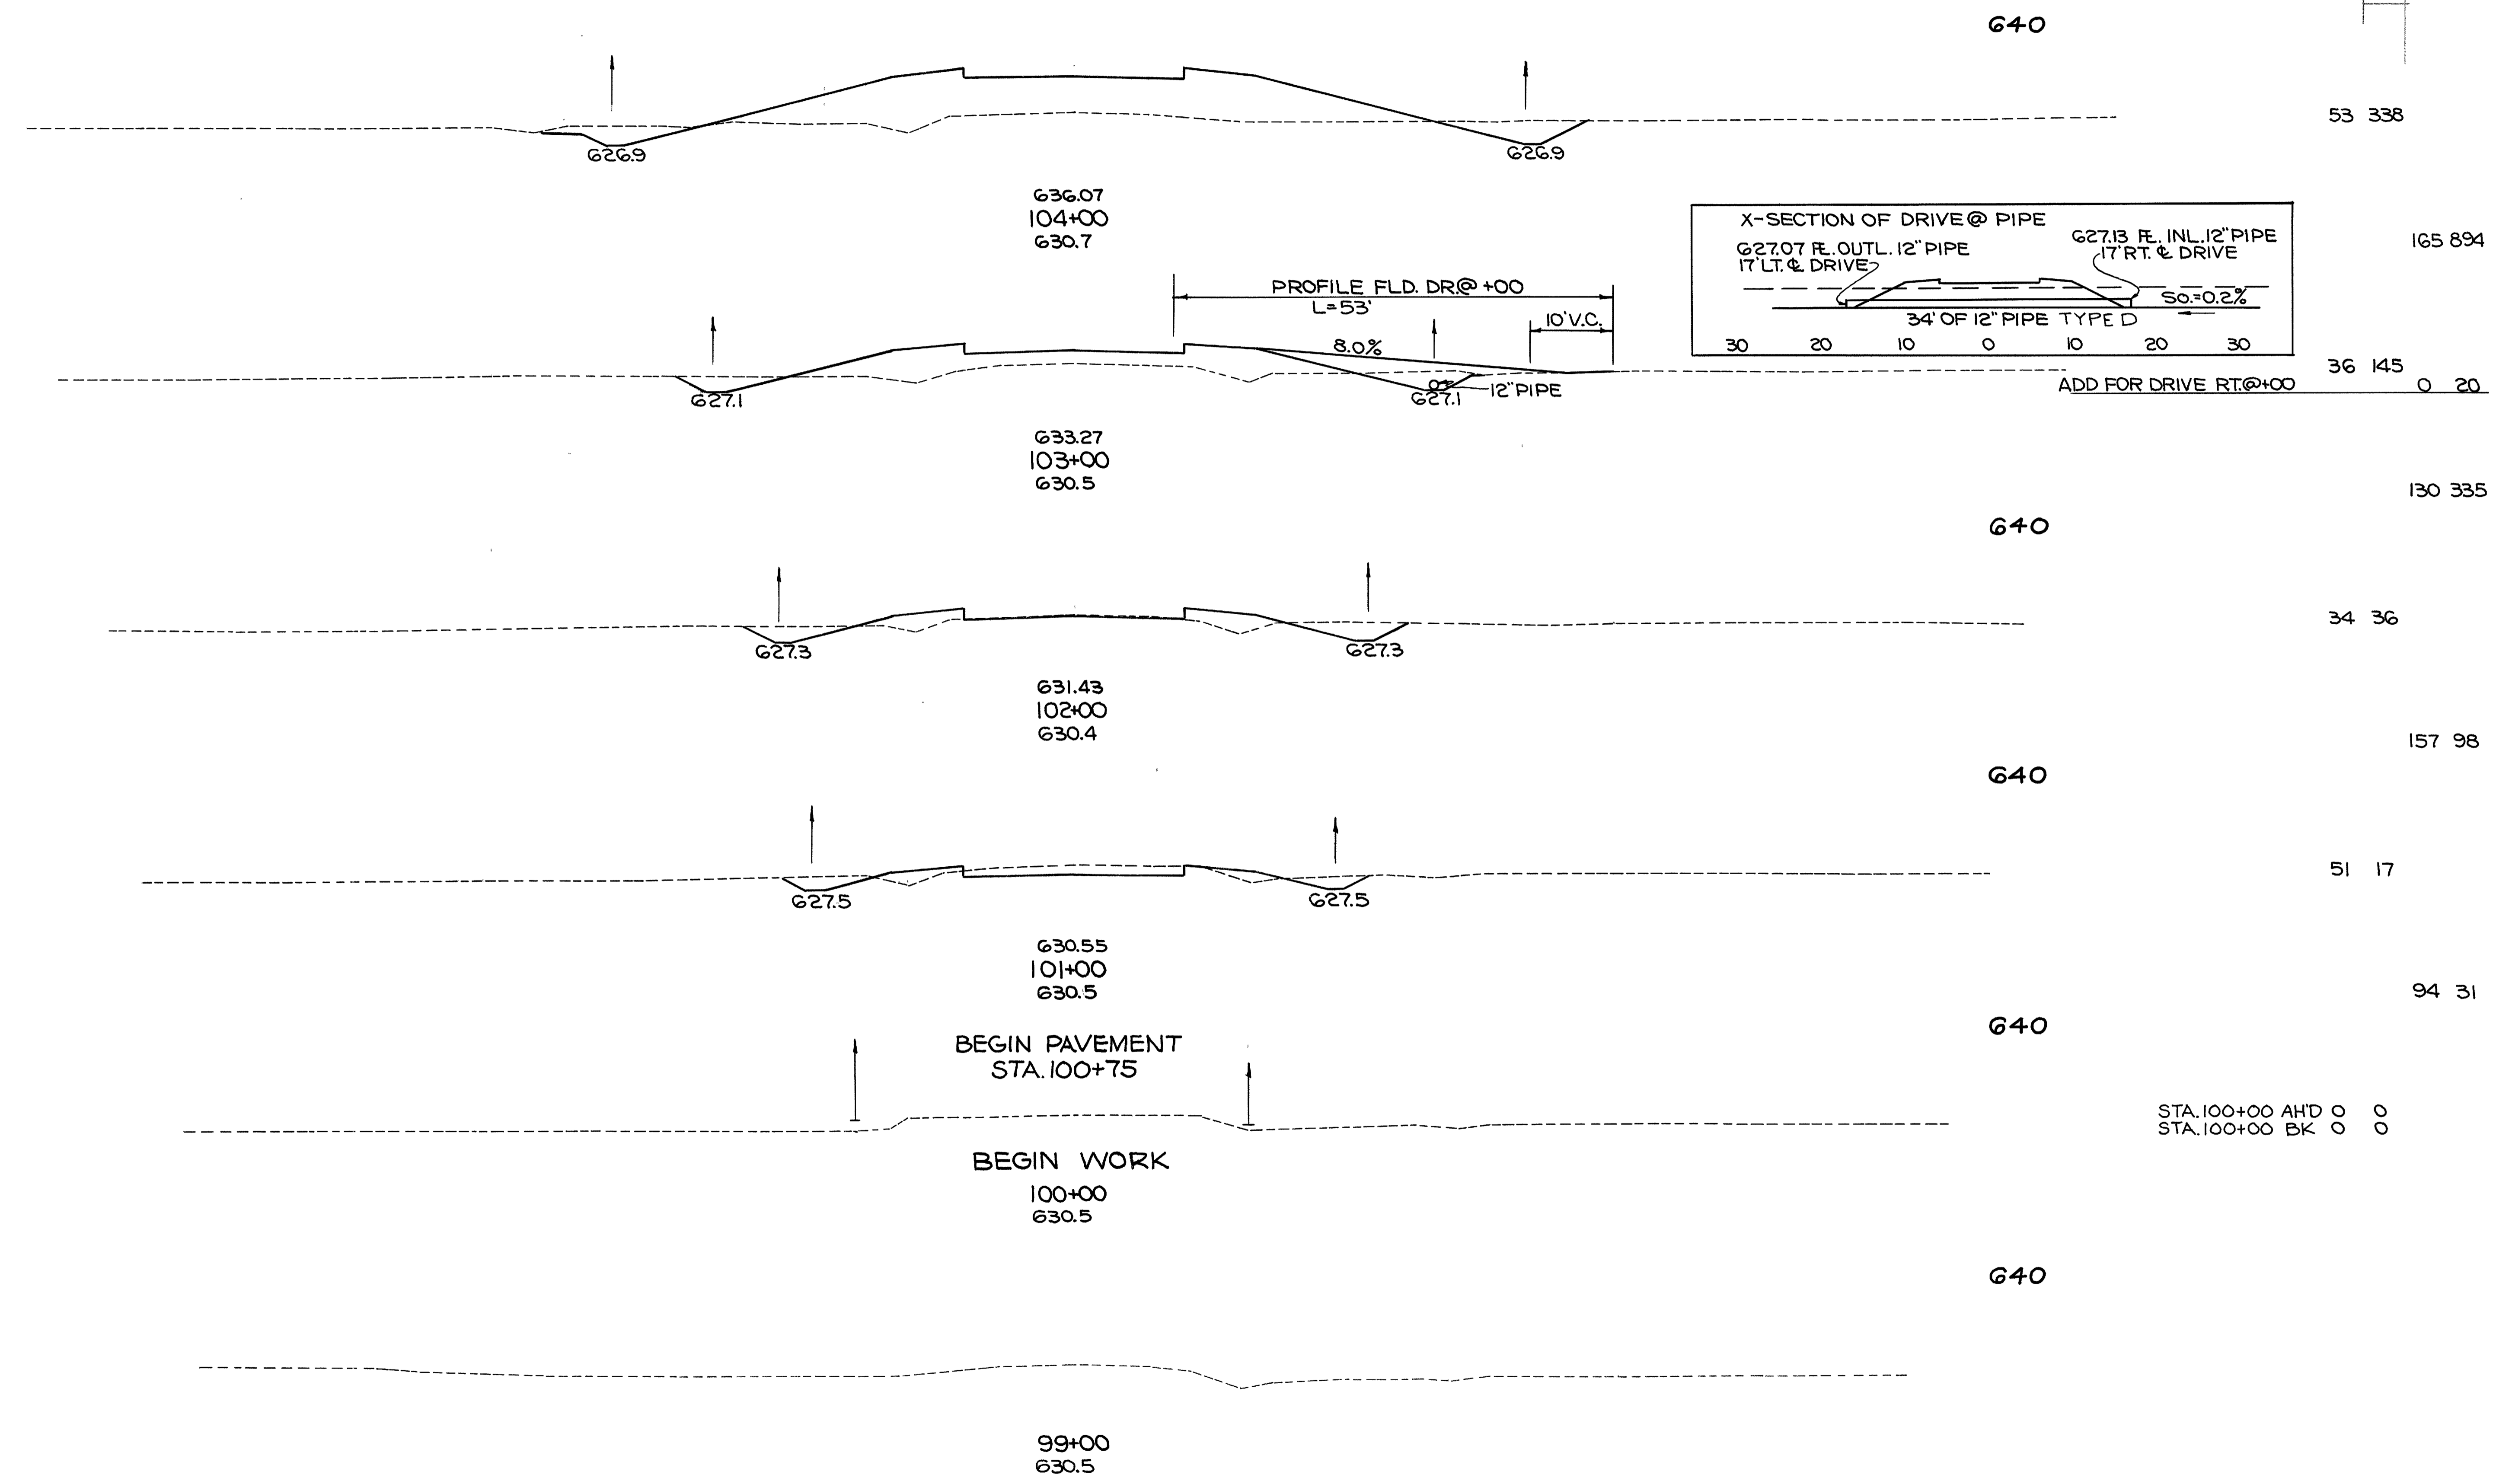 640
53 338
626.9 626.9
636.07
104+00
630.7
X-SECTION OF DRIVE @ PIPE
627.07 FL. OUTL. 12" PIPE
17' LT. ℄ DRIVE
627.13 FL. INL. 12" PIPE
17' RT. ℄ DRIVE
So.=0.2%
34' OF 12" PIPE TYPE D
30 20 10 0 10 20 30
165 894
PROFILE FLD. DR.@ +00
L=53'
10' V.C.
8.0%
36 145
ADD FOR DRIVE RT.@+00 0 20
627.1 627.1
12" PIPE
633.27
103+00
630.5
130 335
640
34 36
627.3 627.3
631.43
102+00
630.4
157 98
640
51 17
627.5 627.5
630.55
101+00
630.5
94 31
640
BEGIN PAVEMENT
STA. 100+75
STA. 100+00 AH'D 0 0
STA. 100+00 BK 0 0
BEGIN WORK
100+00
630.5
640
99+00
630.5